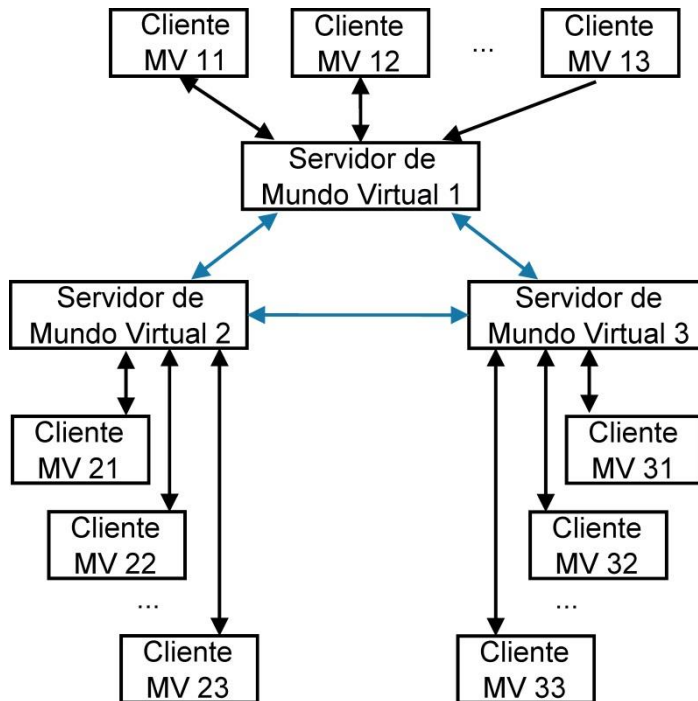 Cliente
MV 11
Cliente
MV 12
...
Cliente
MV 13
Servidor de
Mundo Virtual 1
Servidor de
Mundo Virtual 2
Servidor de
Mundo Virtual 3
Cliente
MV 21
Cliente
MV 22
...
Cliente
MV 23
Cliente
MV 31
Cliente
MV 32
...
Cliente
MV 33